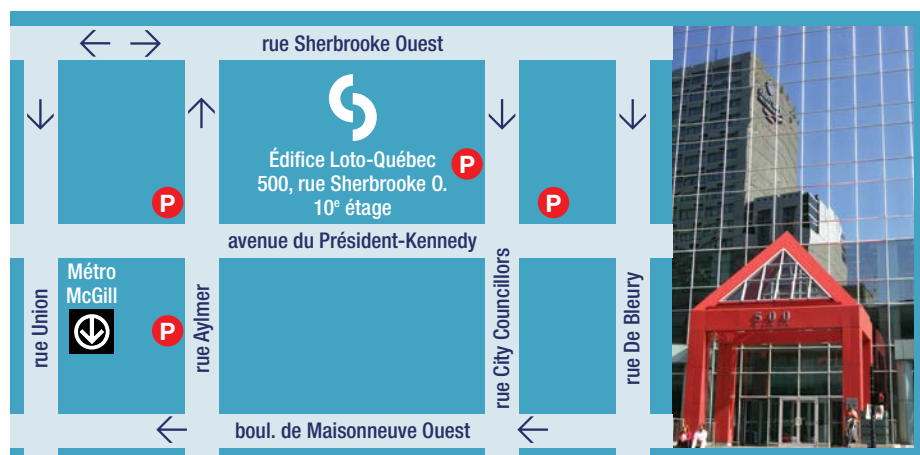 rue Sherbrooke Ouest
Édifice Loto-Québec
500, rue Sherbrooke O.
10e étage
P
P
P
avenue du Président-Kennedy
Métro
McGill
P
rue Union
rue Aylmer
rue City Councillors
rue De Bleury
boul. de Maisonneuve Ouest
500